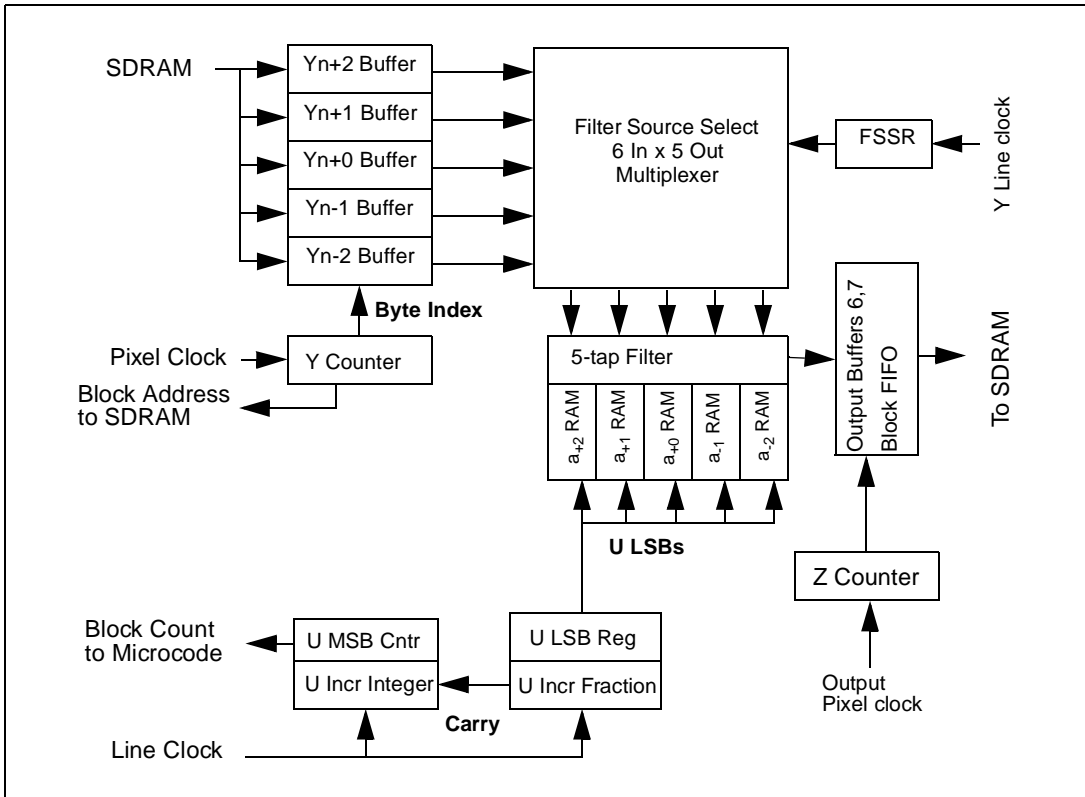 SDRAM
Yn+2 Buffer
Yn+1 Buffer
Yn+0 Buffer
Yn-1 Buffer
Yn-2 Buffer
Filter Source Select
6 In x 5 Out
Multiplexer
FSSR
Y Line clock
Byte Index
Pixel Clock
Y Counter
Block Address
to SDRAM
5-tap Filter
a+2 RAM
a+1 RAM
a+0 RAM
a-1 RAM
a-2 RAM
Output Buffers 6,7
Block FIFO
To SDRAM
U LSBs
Z Counter
Block Count
to Microcode
U MSB Cntr
U Incr Integer
U LSB Reg
U Incr Fraction
Carry
Output
Pixel clock
Line Clock